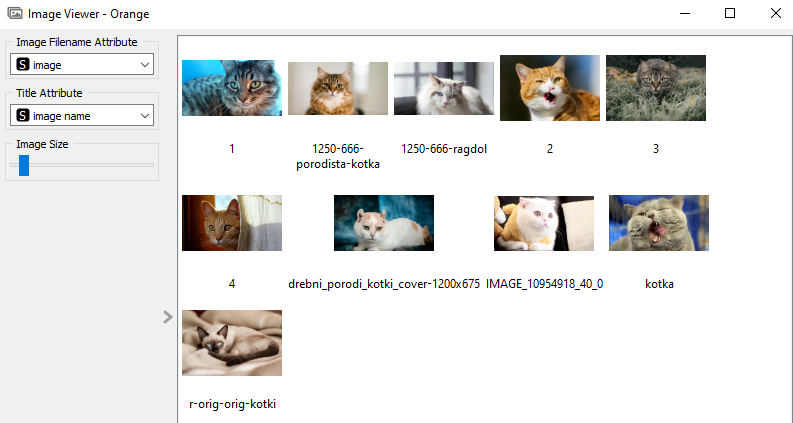 Image Viewer - Orange
Image Filename Attribute
S image
Title Attribute
S image name
Image Size
1
1250-666-
porodista-kotka
1250-666-ragdol
2
3
4
drebni_porodi_kotki_cover-1200x675
IMAGE_10954918_40_0
kotka
r-orig-orig-kotki